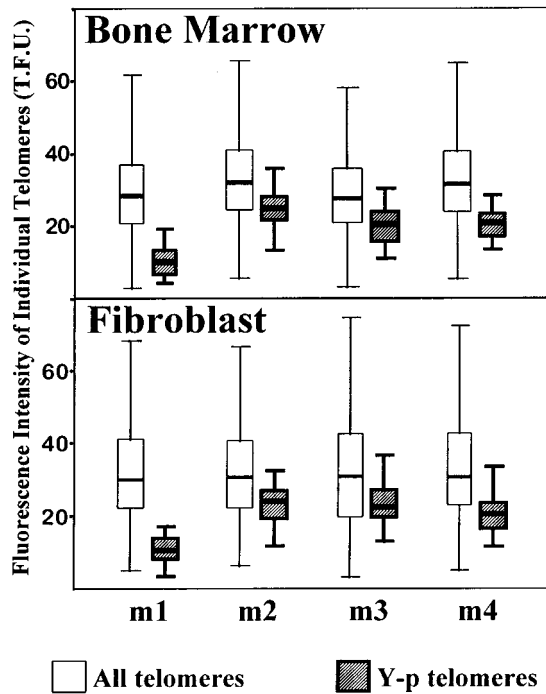 Fluorescence Intensity of Individual Telomeres (T.F.U.)
Bone Marrow
60
40
20
Fibroblast
60
40
20
m1 m2 m3 m4
All telomeres Y-p telomeres